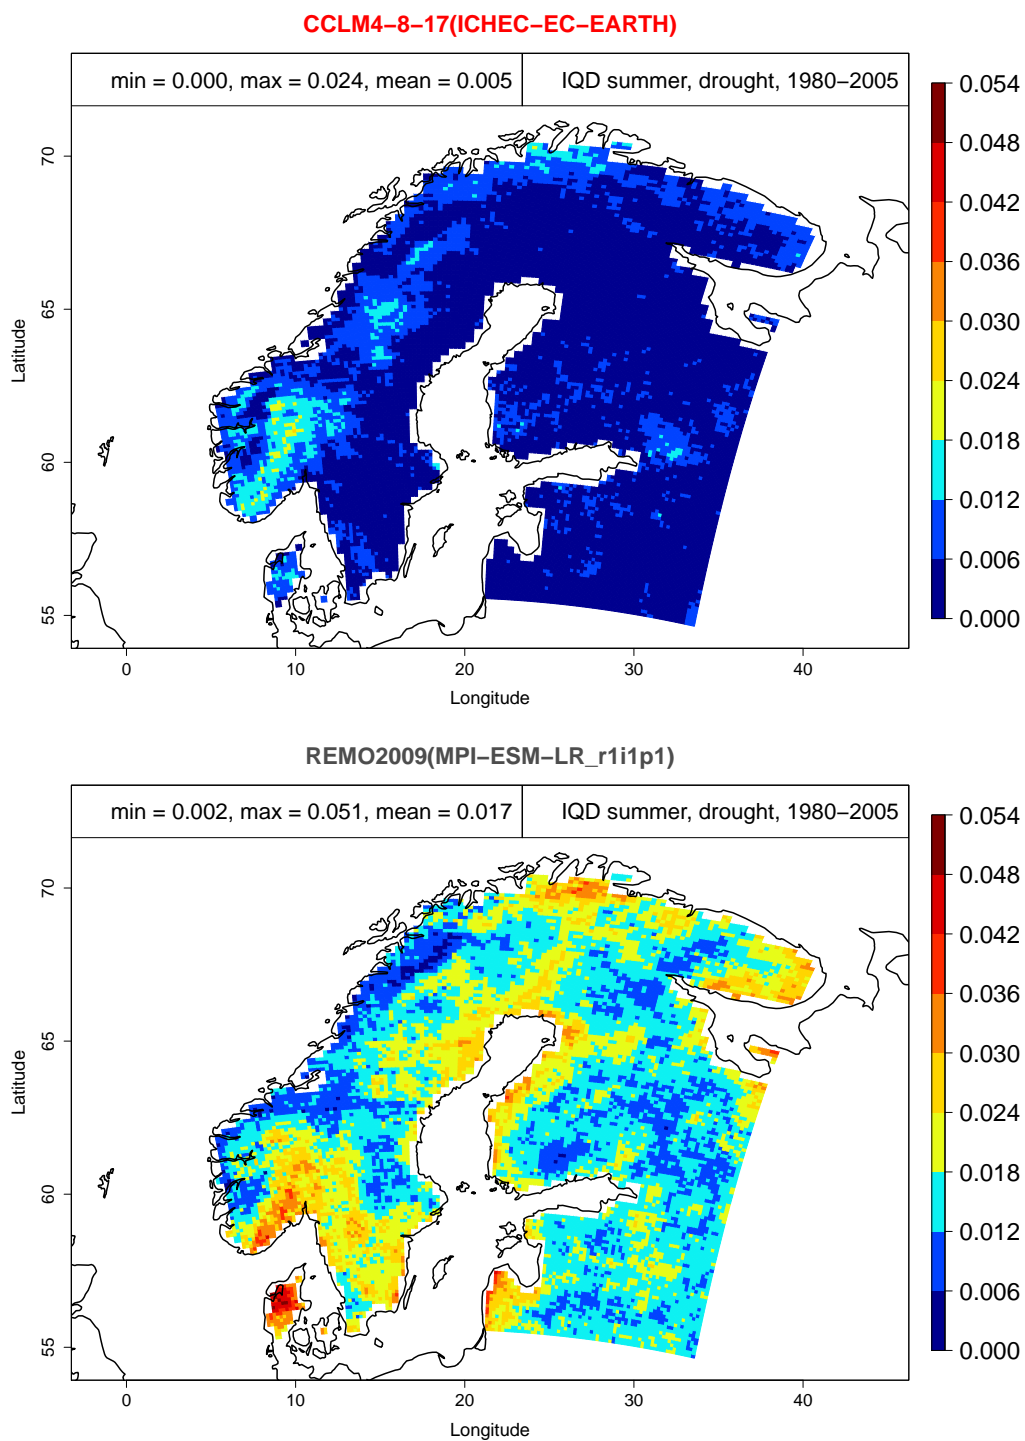 CCLM4−8−17(ICHEC−EC−EARTH)
min = 0.000, max = 0.024, mean = 0.005
IQD summer, drought, 1980−2005
0.054
0.048
0.042
0.036
0.030
0.024
0.018
0.012
0.006
0.000
70
65
60
55
Latitude
0 10 20 30 40
Longitude
REMO2009(MPI−ESM−LR_r1i1p1)
min = 0.002, max = 0.051, mean = 0.017
IQD summer, drought, 1980−2005
0.054
0.048
0.042
0.036
0.030
0.024
0.018
0.012
0.006
0.000
70
65
60
55
Latitude
0 10 20 30 40
Longitude